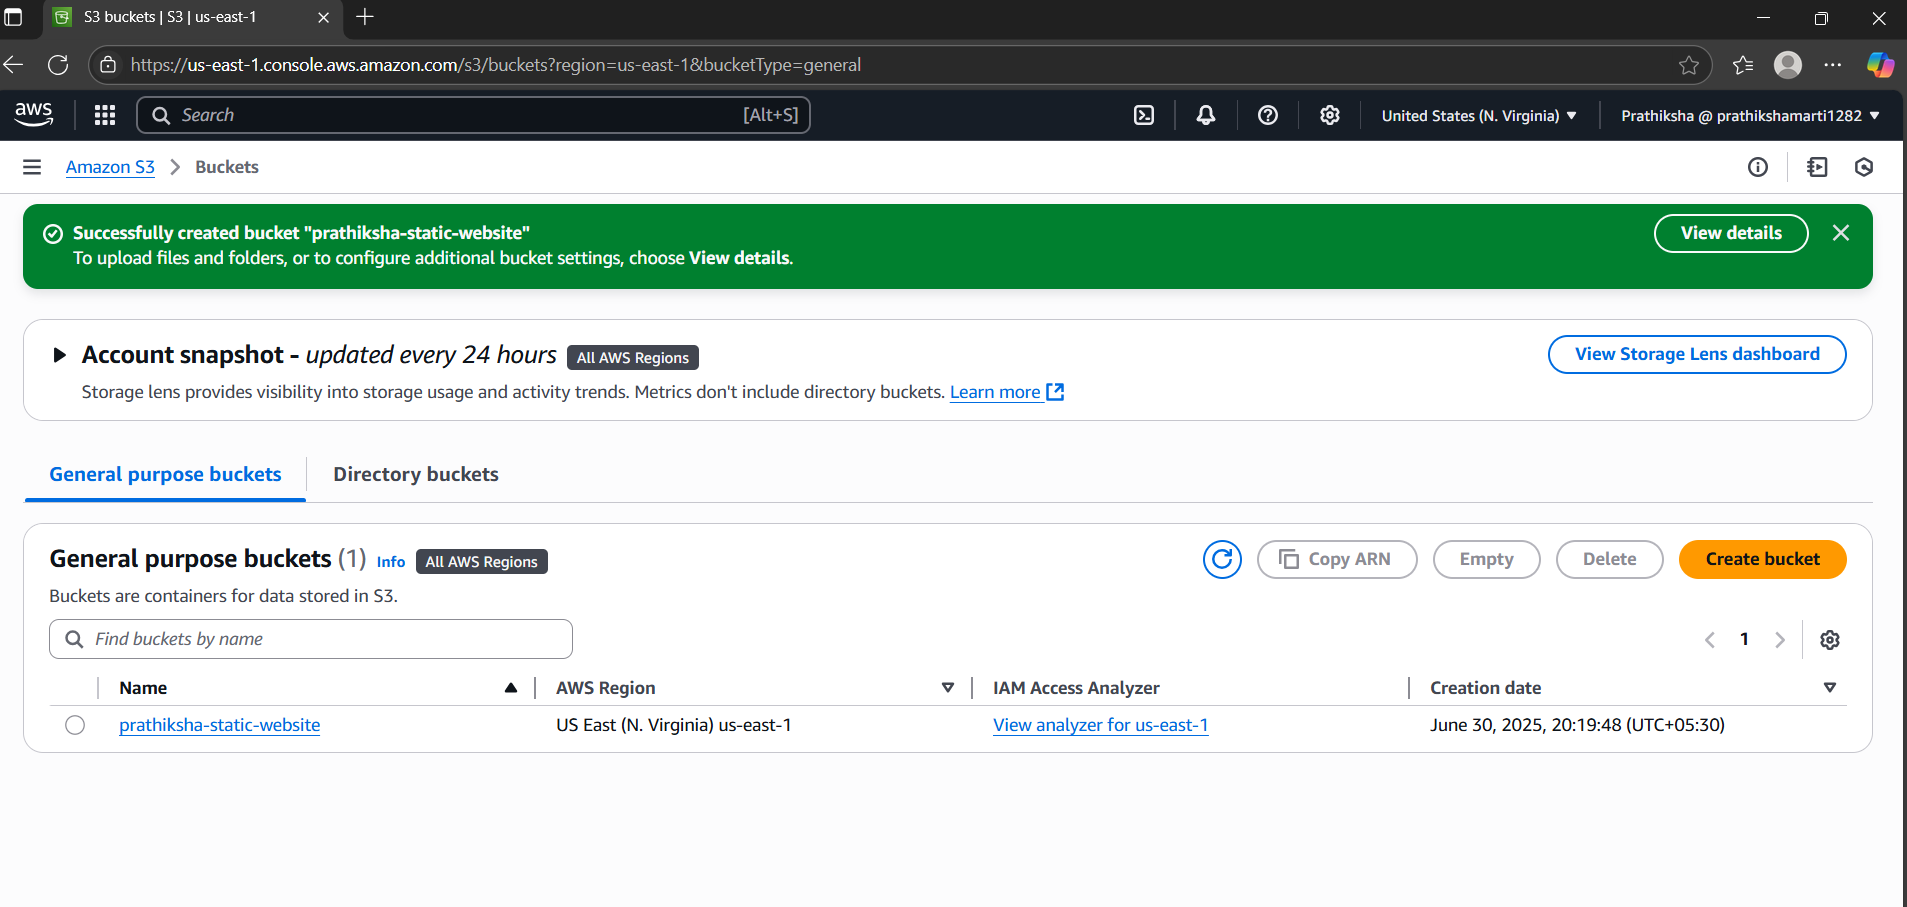 S3 buckets | S3 | us-east-1
https://us-east-1.console.aws.amazon.com/s3/buckets?region=us-east-1&bucketType=general
aws
Search [Alt+S]
United States (N. Virginia)
Prathiksha @ prathikshamarti1282
Amazon S3 > Buckets
Successfully created bucket "prathiksha-static-website"
To upload files and folders, or to configure additional bucket settings, choose View details.
View details
Account snapshot - updated every 24 hours All AWS Regions
View Storage Lens dashboard
Storage lens provides visibility into storage usage and activity trends. Metrics don't include directory buckets. Learn more
General purpose buckets
Directory buckets
General purpose buckets (1) Info All AWS Regions
Copy ARN
Empty
Delete
Create bucket
Buckets are containers for data stored in S3.
Find buckets by name
1
Name AWS Region IAM Access Analyzer Creation date
prathiksha-static-website US East (N. Virginia) us-east-1 View analyzer for us-east-1 June 30, 2025, 20:19:48 (UTC+05:30)